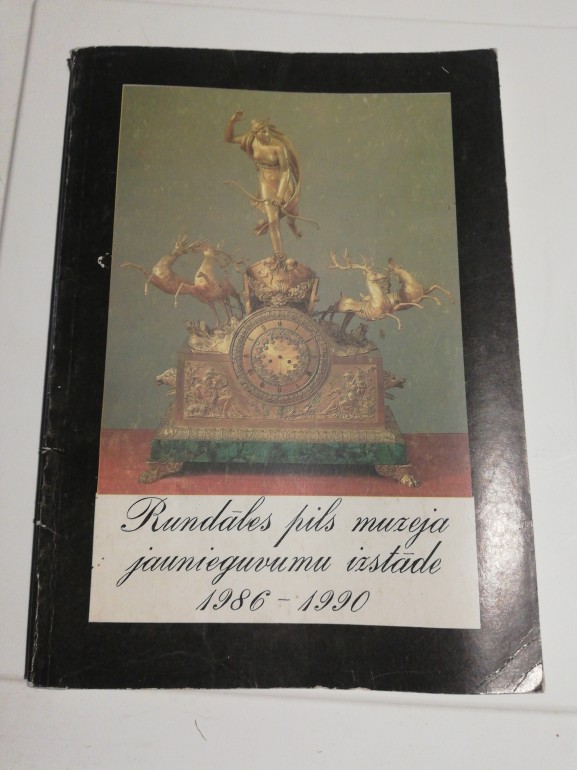 Rundāles pils muzeja
jaunieguvumu izstāde
1986 - 1990